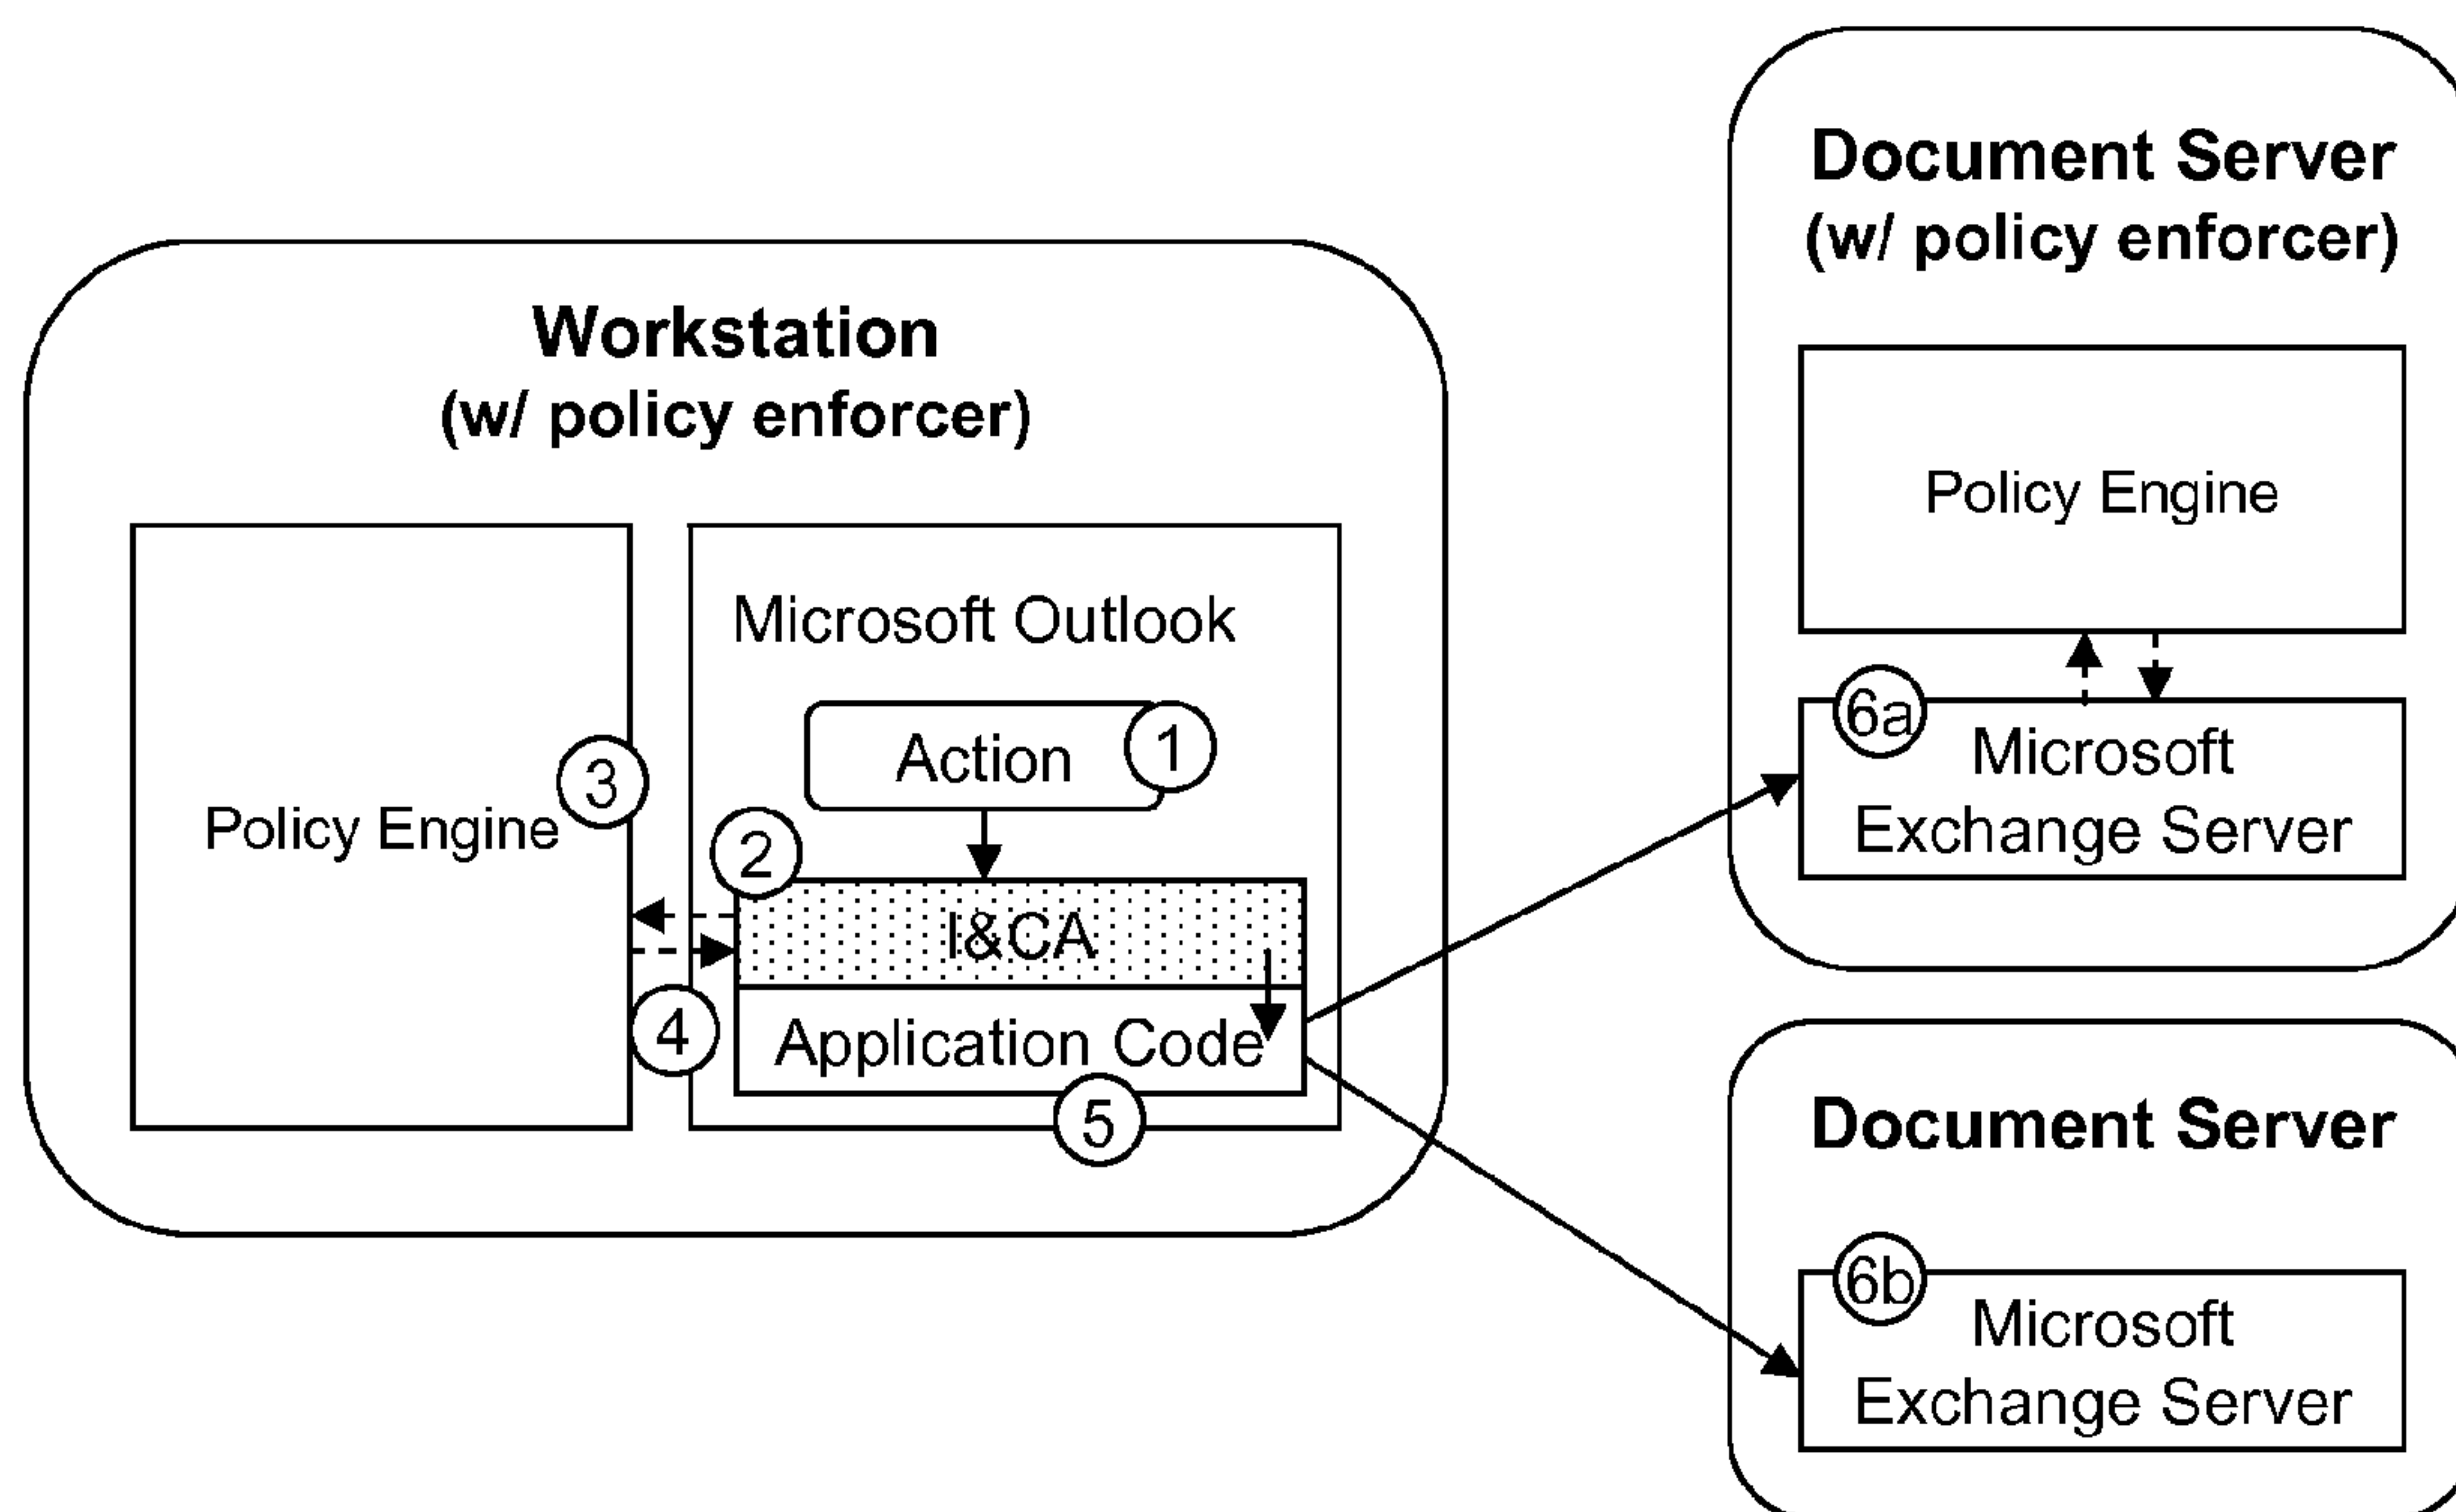 Workstation
(w/ policy enforcer)
Policy Engine
3
Microsoft Outlook
Action
1
2
I&CA
4
Application Code
5
Document Server
(w/ policy enforcer)
Policy Engine
6a
Microsoft
Exchange Server
Document Server
6b
Microsoft
Exchange Server